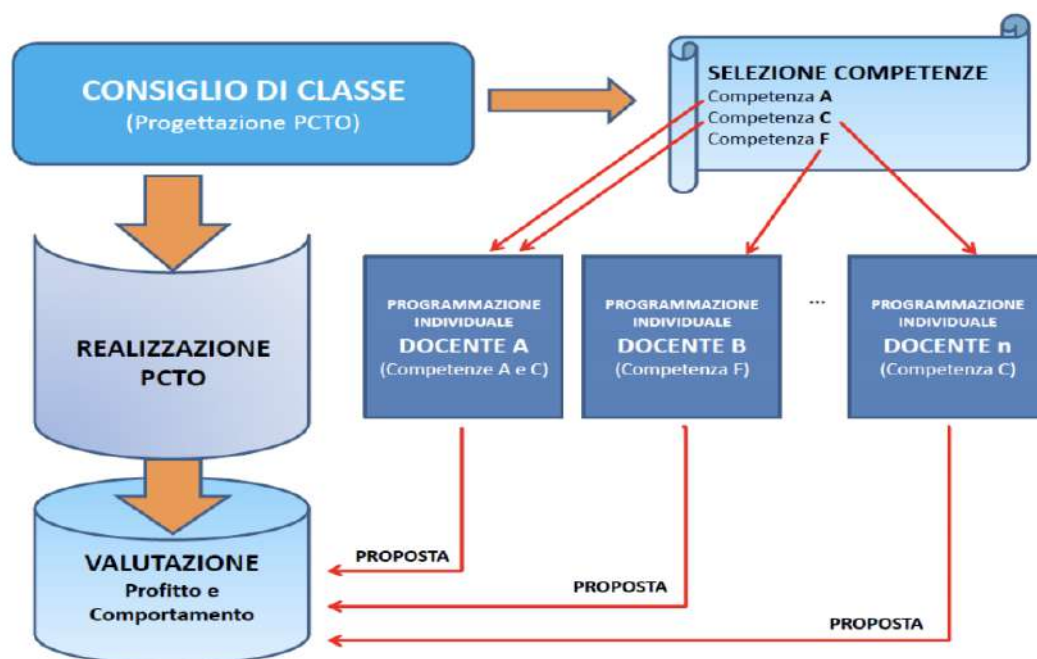 CONSIGLIO DI CLASSE
(Progettazione PCTO)
SELEZIONE COMPETENZE
Competenza A
Competenza C
Competenza F
REALIZZAZIONE
PCTO
PROGRAMMAZIONE
INDIVIDUALE
DOCENTE A
(Competenze A e C)
PROGRAMMAZIONE
INDIVIDUALE
DOCENTE B
(Competenza F)
...
PROGRAMMAZIONE
INDIVIDUALE
DOCENTE n
(Competenza C)
VALUTAZIONE
Profitto e
Comportamento
PROPOSTA
PROPOSTA
PROPOSTA